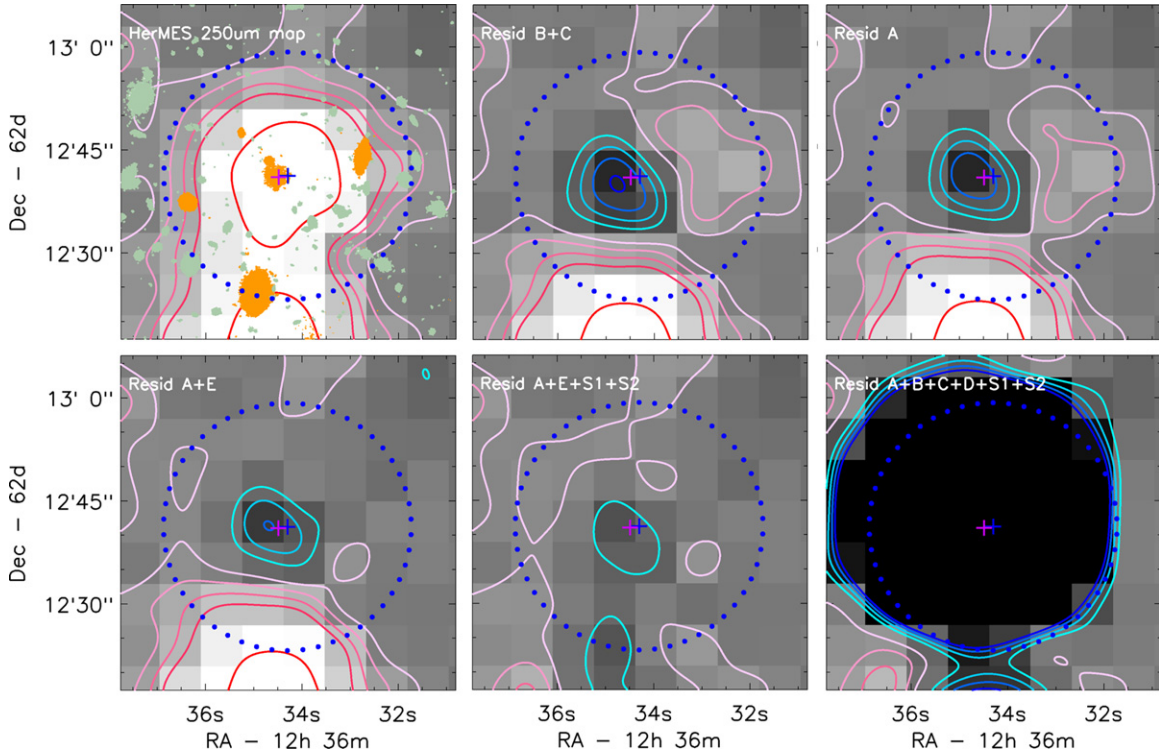 HerMES 250um map
Resid B+C
Resid A
Dec - 62d
13' 0"
12'45"
12'30"
Resid A+E
Resid A+E+S1+S2
Resid A+B+C+D+S1+S2
Dec - 62d
13' 0"
12'45"
12'30"
36s 34s 32s
36s 34s 32s
36s 34s 32s
RA - 12h 36m
RA - 12h 36m
RA - 12h 36m